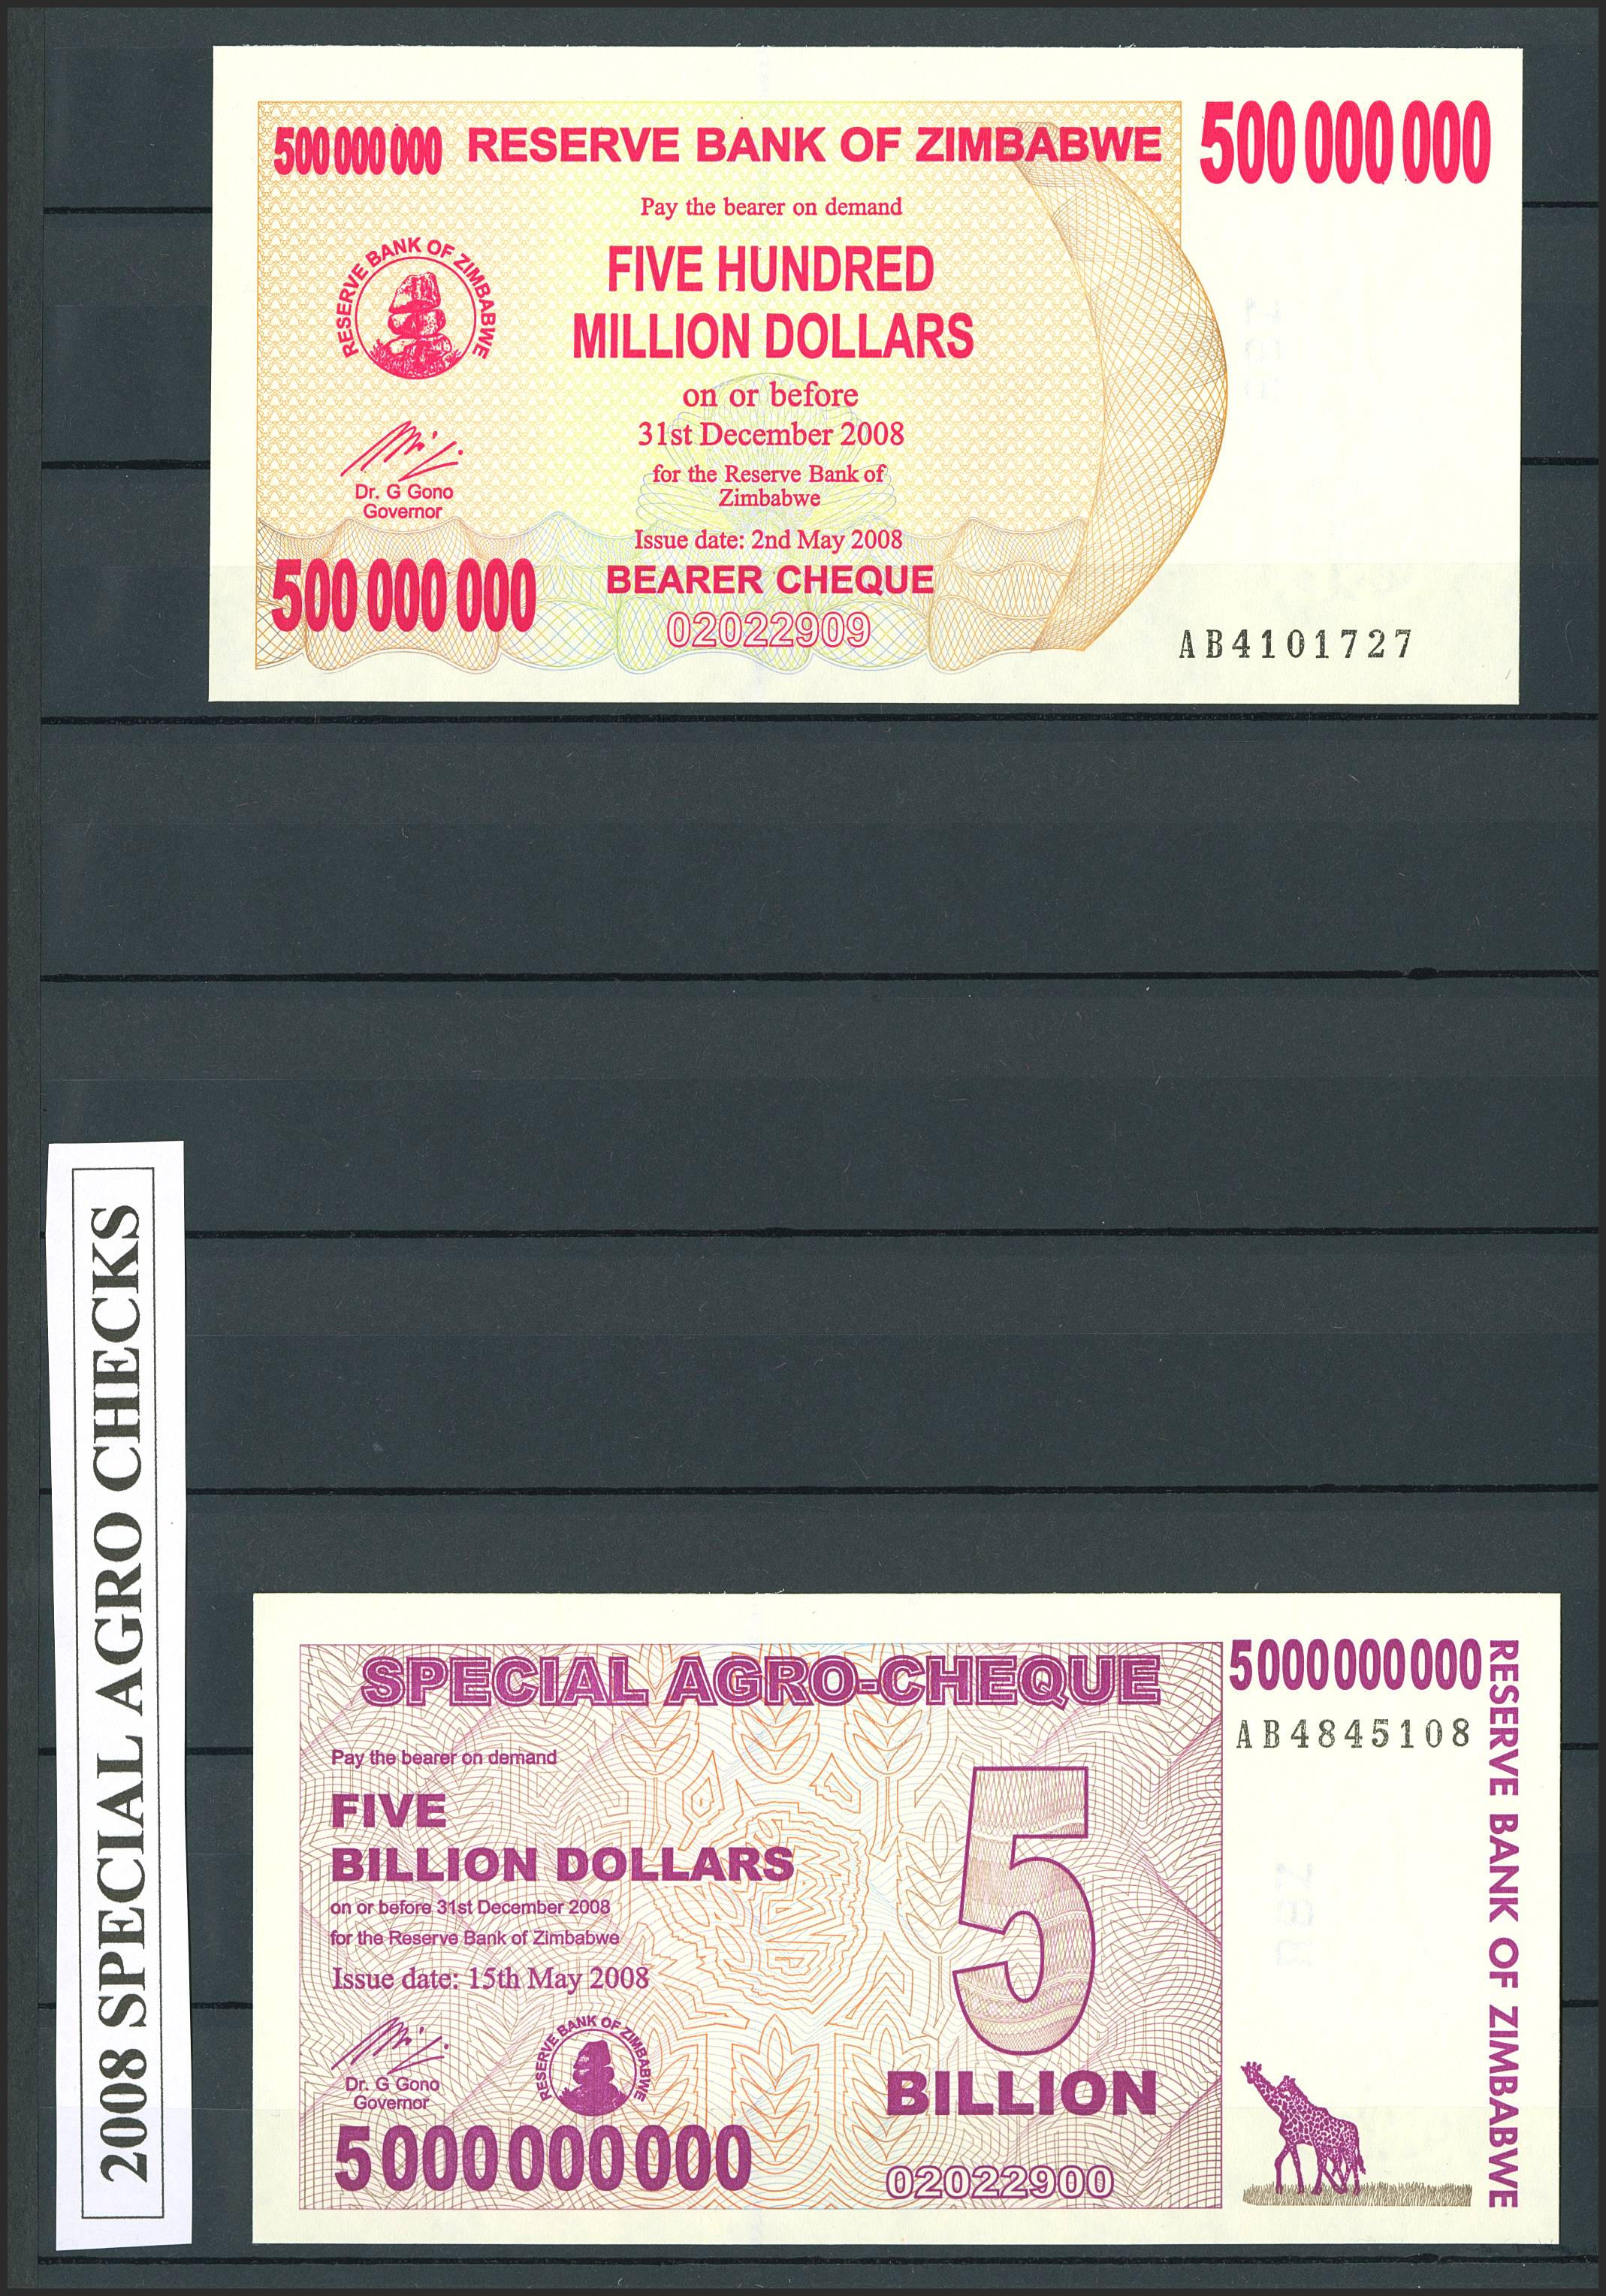 500 000 000 RESERVE BANK OF ZIMBABWE 500 000 000
Pay the bearer on demand
FIVE HUNDRED
MILLION DOLLARS
RESERVE BANK OF ZIMBABWE
on or before
31st December 2008
for the Reserve Bank of
Zimbabwe
Dr. G Gono
Governor
Issue date: 2nd May 2008
500 000 000
BEARER CHEQUE
02022909
AB4101727
2008 SPECIAL AGRO CHECKS
SPECIAL AGRO-CHEQUE
5000000000
AB4845108
RESERVE BANK OF ZIMBABWE
Pay the bearer on demand
FIVE
BILLION DOLLARS
on or before 31st December 2008
for the Reserve Bank of Zimbabwe
Issue date: 15th May 2008
5
BILLION
RESERVE BANK OF ZIMBABWE
Dr. G Gono
Governor
5000000000
02022900